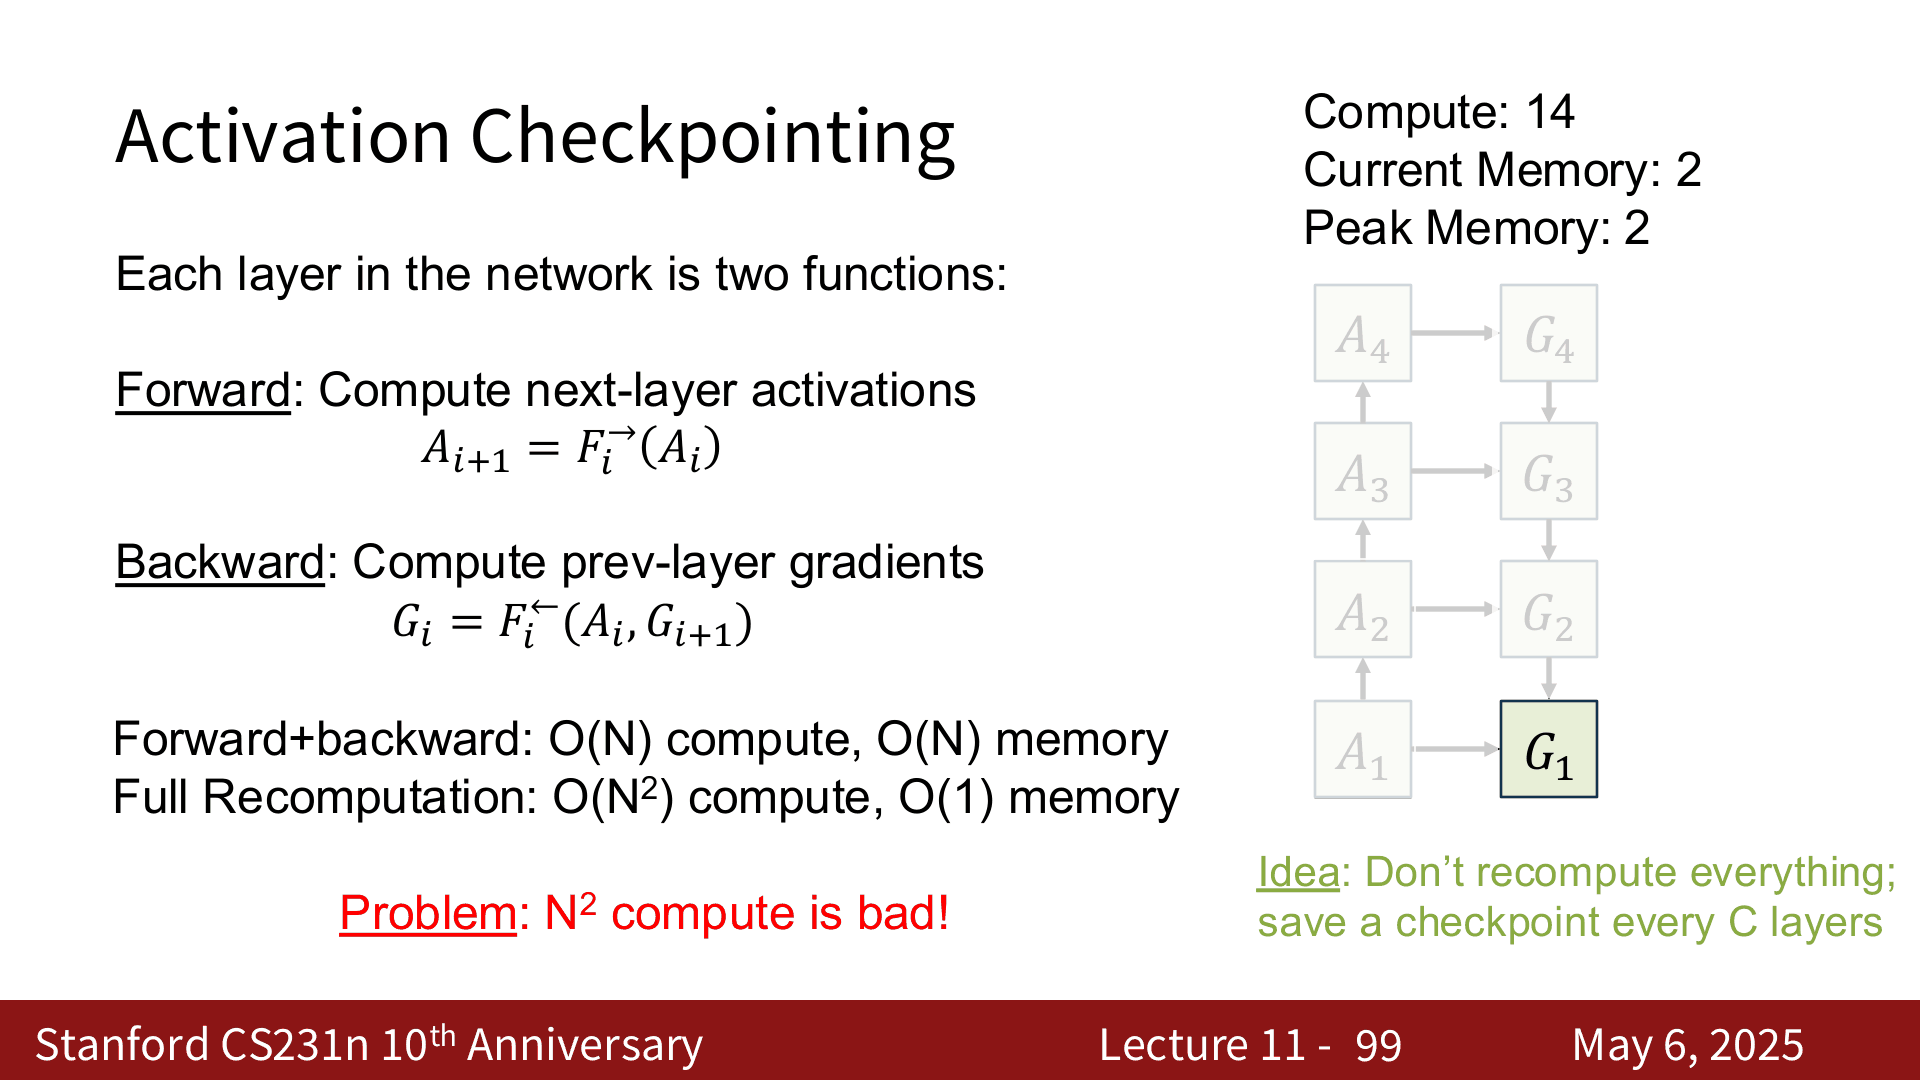 Activation Checkpointing
Each layer in the network is two functions:
Forward: Compute next-layer activations
$A_{i+1} = F_i^{\rightarrow}(A_i)$
Backward: Compute prev-layer gradients
$G_i = F_i^{\leftarrow}(A_i, G_{i+1})$
Forward+backward: O(N) compute, O(N) memory
Full Recomputation: O(N²) compute, O(1) memory
Problem: N² compute is bad!
Compute: 14
Current Memory: 2
Peak Memory: 2
$A_4$ $G_4$
$A_3$ $G_3$
$A_2$ $G_2$
$A_1$ $G_1$
Idea: Don’t recompute everything;
save a checkpoint every C layers
Stanford CS231n 10th Anniversary
Lecture 11 - 99
May 6, 2025